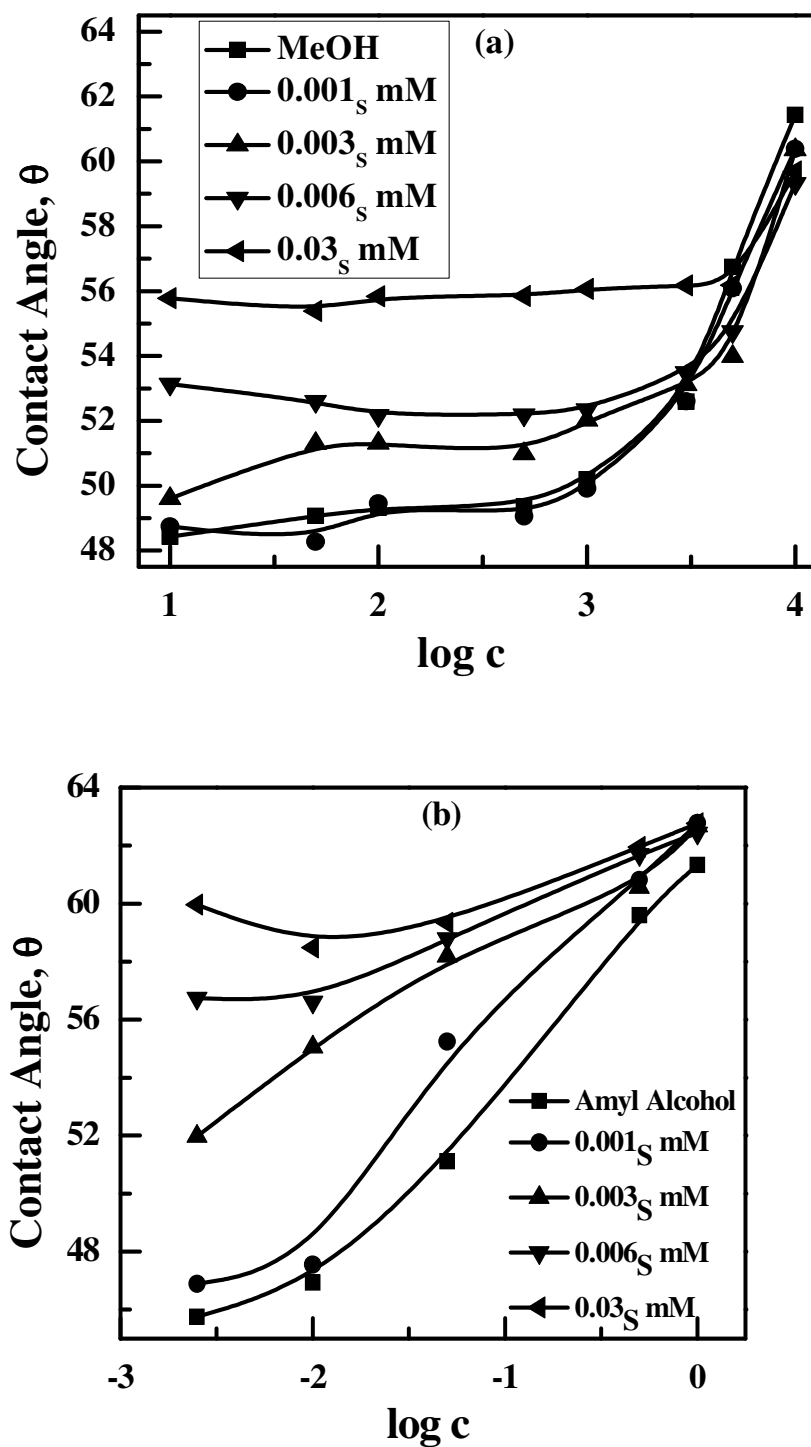 64
62
60
58
56
54
52
50
48
Contact Angle, θ
(a)
MeOH
0.001s mM
0.003s mM
0.006s mM
0.03s mM
1 2 3 4
log c
64
60
56
52
48
Contact Angle, θ
(b)
Amyl Alcohol
0.001S mM
0.003S mM
0.006S mM
0.03S mM
-3 -2 -1 0
log c